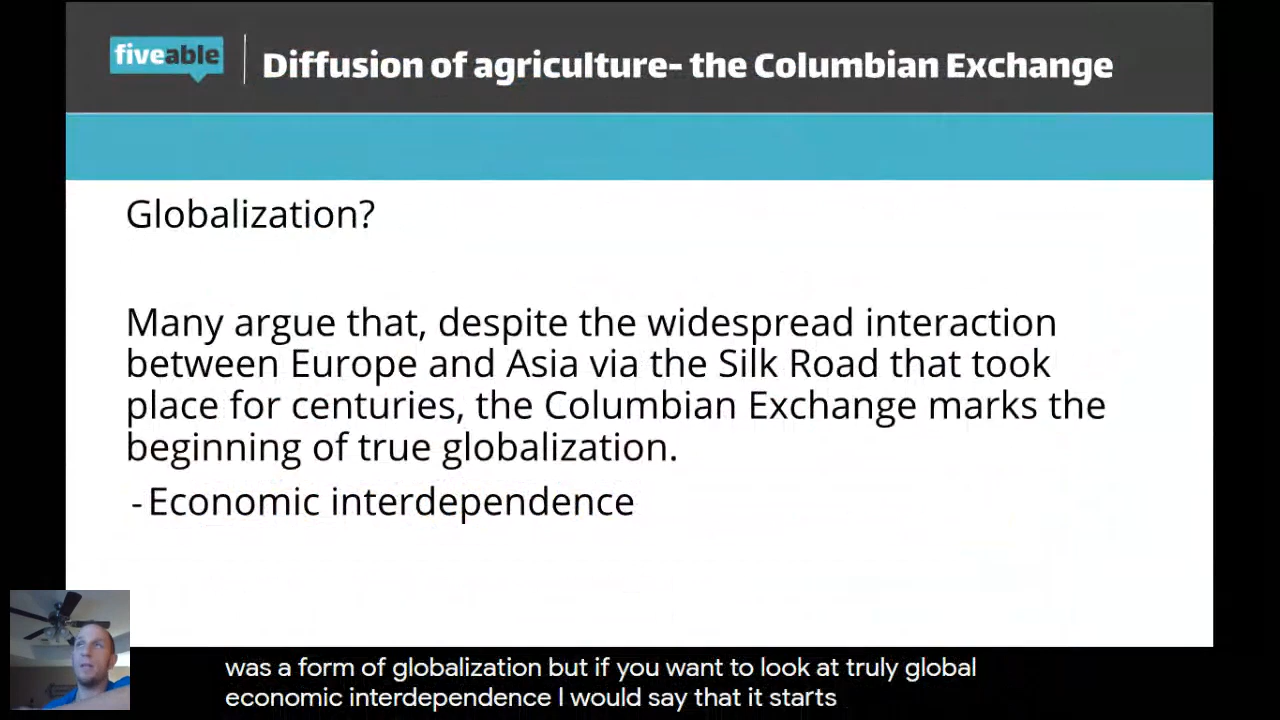 fiveable
Diffusion of agriculture- the Columbian Exchange
Globalization?
Many argue that, despite the widespread interaction
between Europe and Asia via the Silk Road that took
place for centuries, the Columbian Exchange marks the
beginning of true globalization.
-Economic interdependence
was a form of globalization but if you want to look at truly global
economic interdependence I would say that it starts